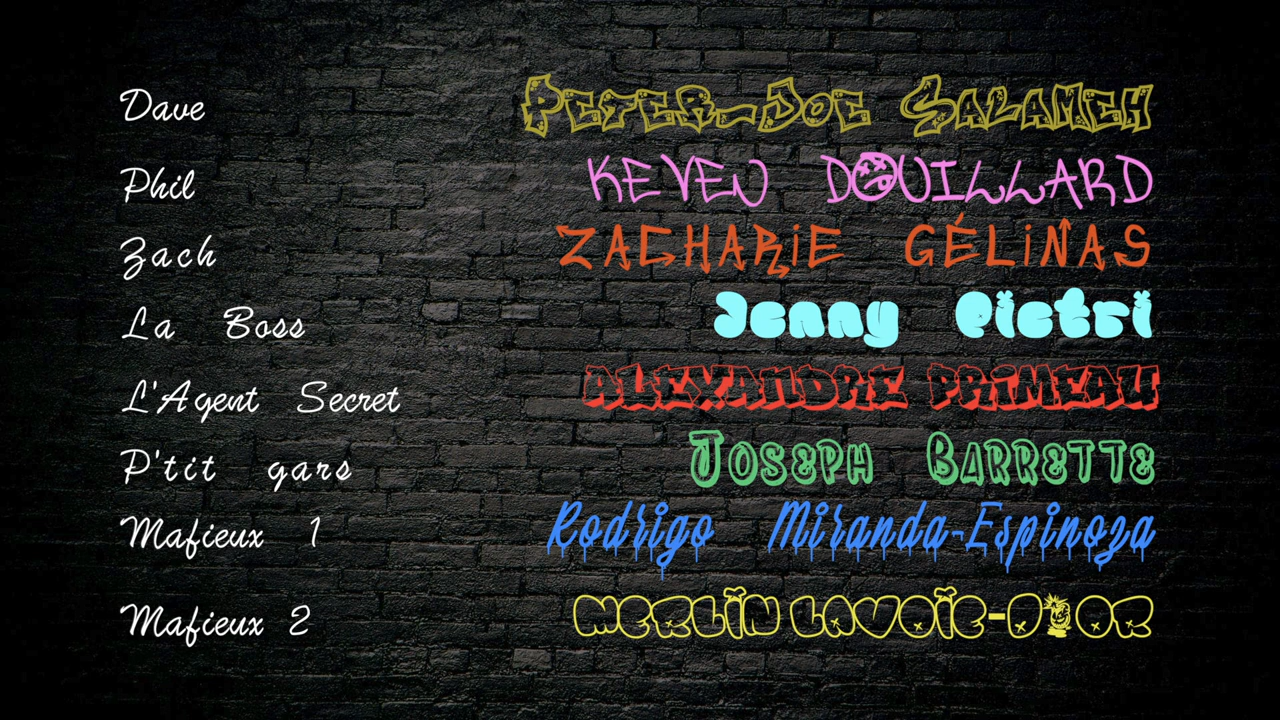 Dave PETER-JOE SALAMEH
Phil KEVEN DOUILLARD
Zach ZACHARiE GÉLiNAS
La Boss Jenny Pietri
L'Agent Secret ALEXANDRE PRiMEAU
P'tit gars JOSEPH BARRETTE
Mafieux 1 Rodrigo Miranda-Espinoza
Mafieux 2 MERLIN LAVOIE-